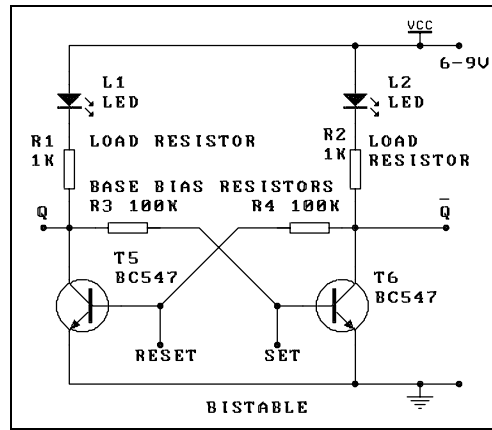 VCC
6-9V
L1
LED
L2
LED
R1
1K
LOAD RESISTOR
R2
1K
LOAD
RESISTOR
BASE BIAS RESISTORS
R3 100K
R4 100K
Q
Q̅
T5
BC547
T6
BC547
RESET
SET
BISTABLE